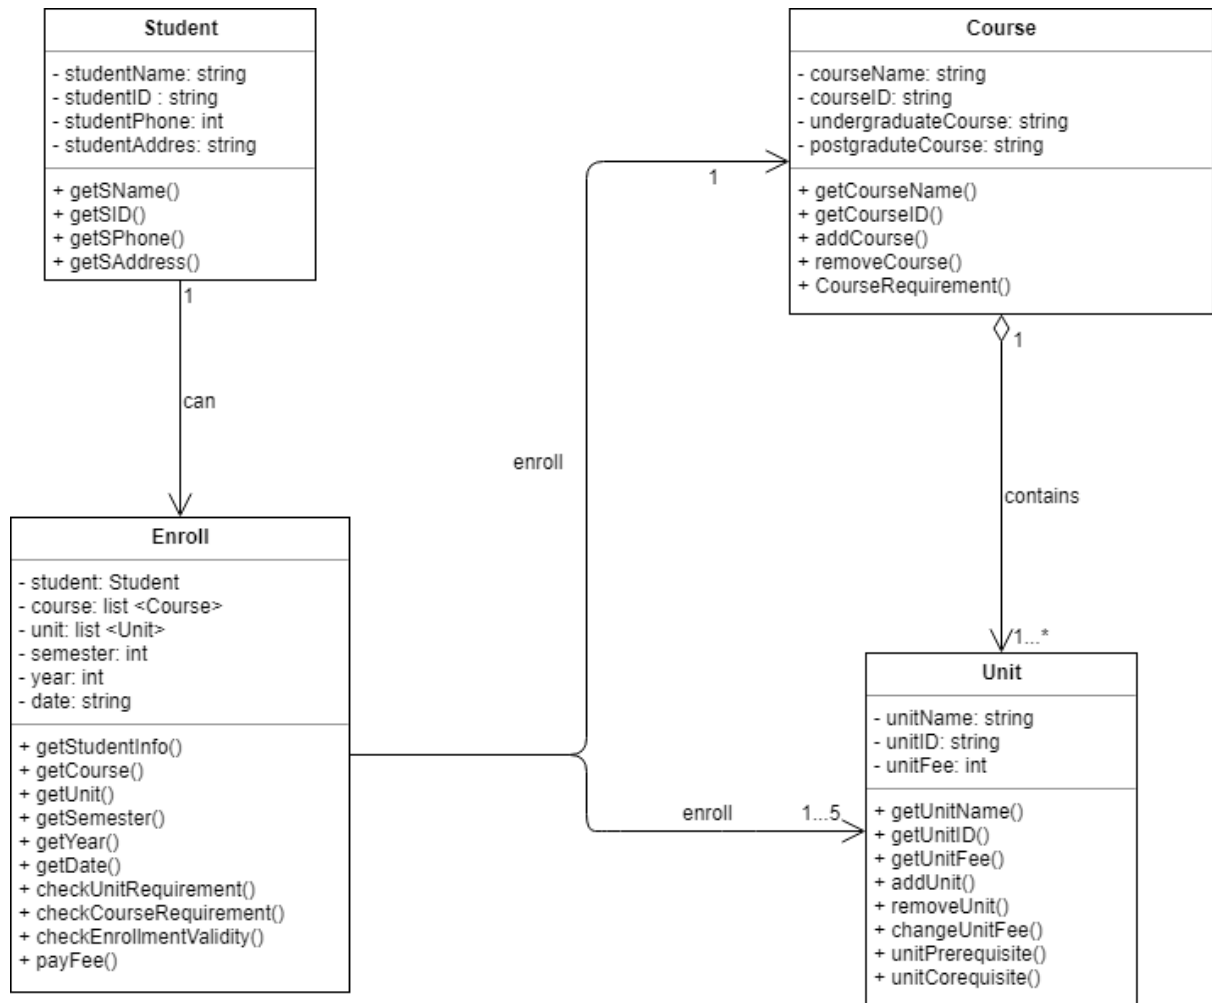 Student
- studentName: string
- studentID : string
- studentPhone: int
- studentAddres: string
+ getSName()
+ getSID()
+ getSPhone()
+ getSAddress()
1
can
Course
- courseName: string
- courseID: string
- undergraduateCourse: string
- postgraduteCourse: string
+ getCourseName()
+ getCourseID()
+ addCourse()
+ removeCourse()
+ CourseRequirement()
1
1
enroll
contains
1...*
Enroll
- student: Student
- course: list <Course>
- unit: list <Unit>
- semester: int
- year: int
- date: string
+ getStudentInfo()
+ getCourse()
+ getUnit()
+ getSemester()
+ getYear()
+ getDate()
+ checkUnitRequirement()
+ checkCourseRequirement()
+ checkEnrollmentValidity()
+ payFee()
enroll
1...5
Unit
- unitName: string
- unitID: string
- unitFee: int
+ getUnitName()
+ getUnitID()
+ getUnitFee()
+ addUnit()
+ removeUnit()
+ changeUnitFee()
+ unitPrerequisite()
+ unitCorequisite()